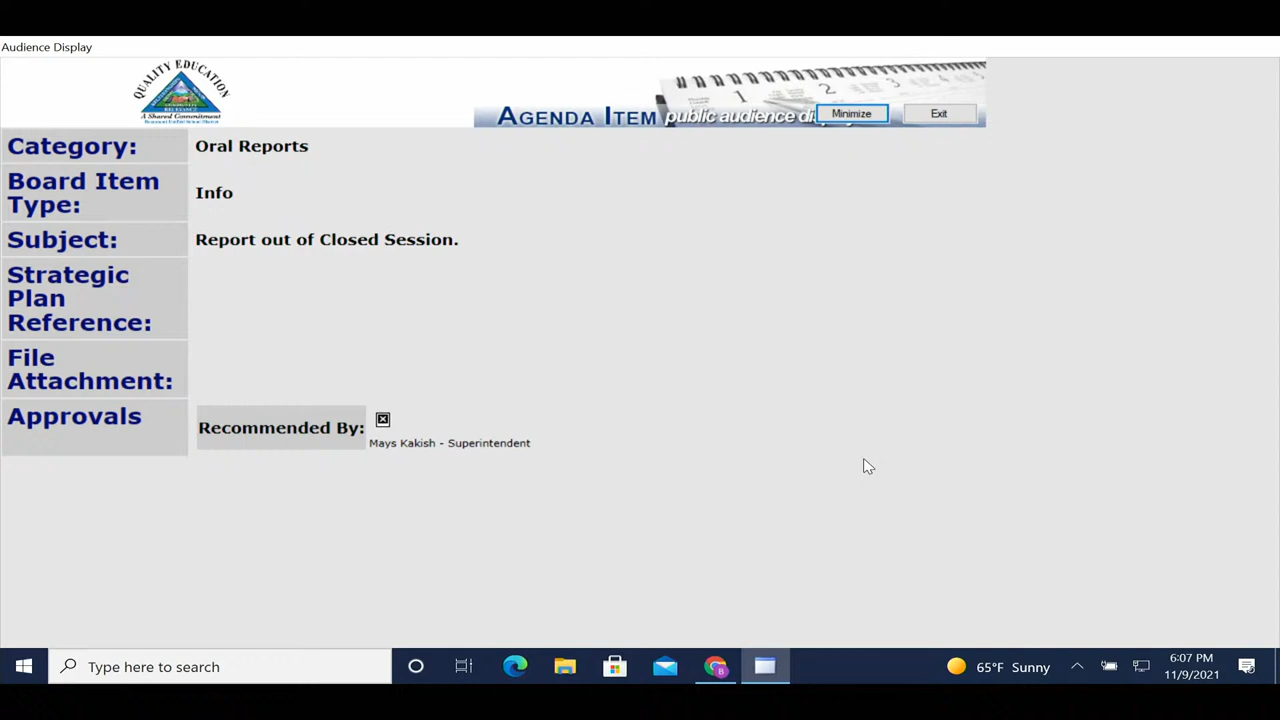 Audience Display
QUALITY EDUCATION
A Shared Commitment
AGENDA ITEM public audience
Minimize
Exit
Category:
Oral Reports
Board Item
Type:
Info
Subject:
Report out of Closed Session.
Strategic
Plan
Reference:
File
Attachment:
Approvals
Recommended By:
Mays Kakish - Superintendent
Type here to search
65°F Sunny
6:07 PM
11/9/2021